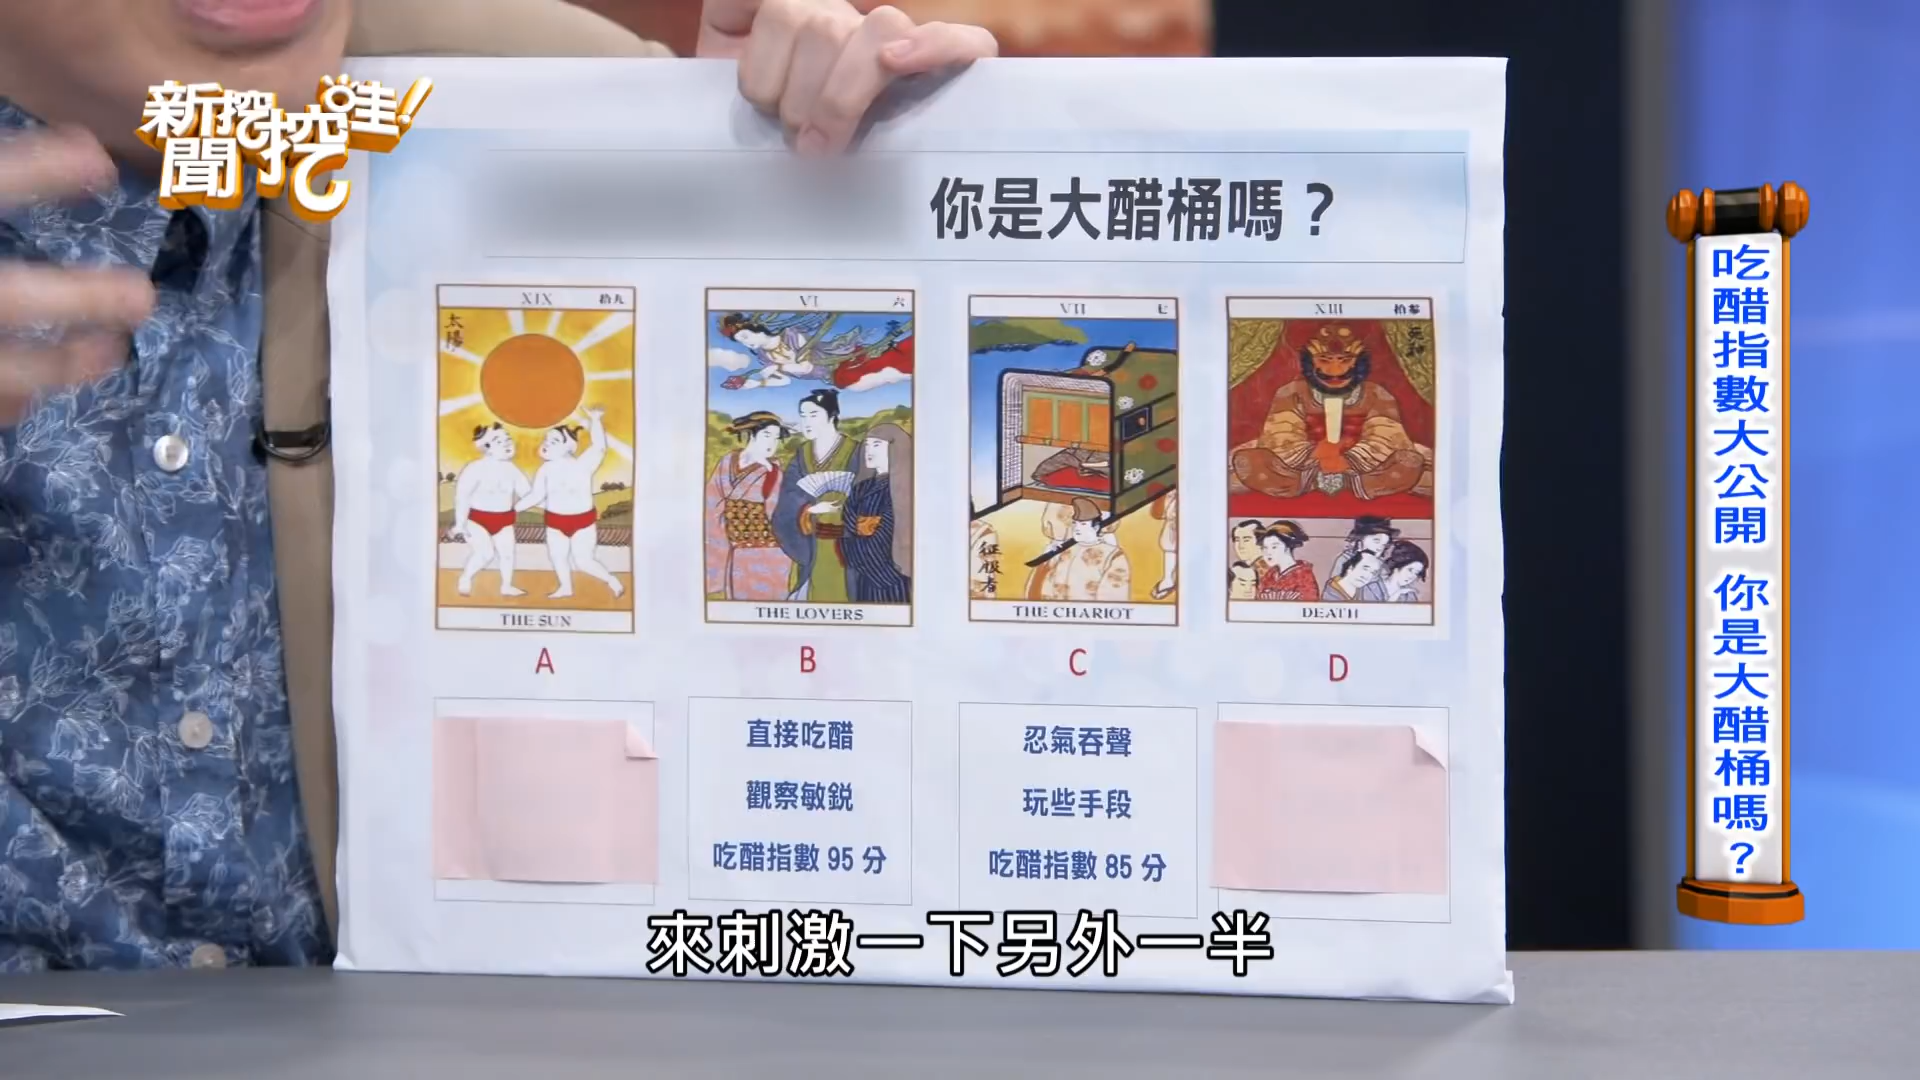 新聞挖挖哇!
你是大醋桶嗎？
XIX 拾九
太陽
THE SUN
A
VI 六
恋人
THE LOVERS
B
直接吃醋
觀察敏銳
吃醋指數 95 分
VII 七
征服者
THE CHARIOT
C
忍氣吞聲
玩些手段
吃醋指數 85 分
XIII 拾参
死神
DEATH
D
吃醋指數大公開 你是大醋桶嗎？
來刺激一下另外一半